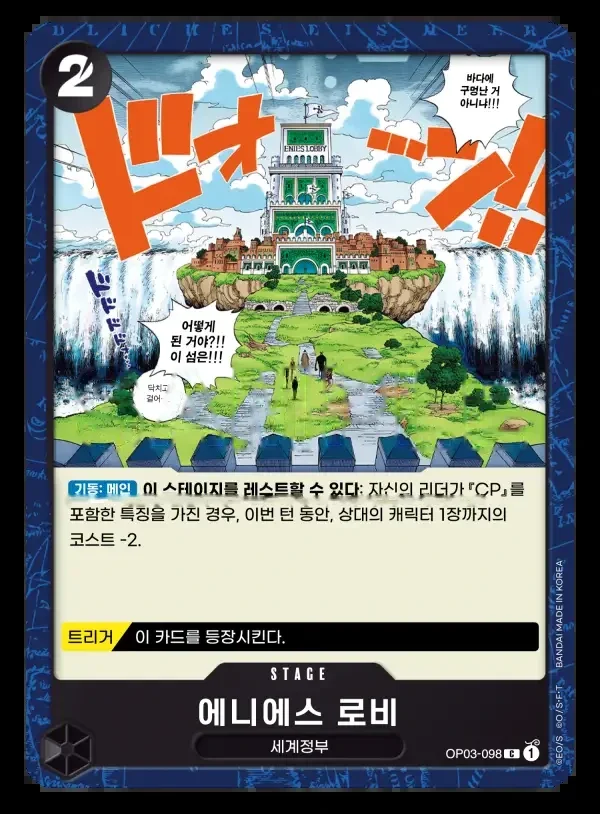 DLICHES EISMEER
2
바다에
구멍난 거
아니냐!!!
ドォ
ーン!!
ENIES LOBBY
어떻게
된 거야?!!
이 섬은!!!
닥치고
걸어
기동: 메인 이 스테이지를 레스트할 수 있다: 자신의 리더가 『CP』를
포함한 특징을 가진 경우, 이번 턴 동안, 상대의 캐릭터 1장까지의
코스트 -2.
트리거 이 카드를 등장시킨다.
STAGE
에니에스 로비
세계정부
OP03-098 C 1
©EO/S ©O/S·F·T BANDAI MADE IN KOREA